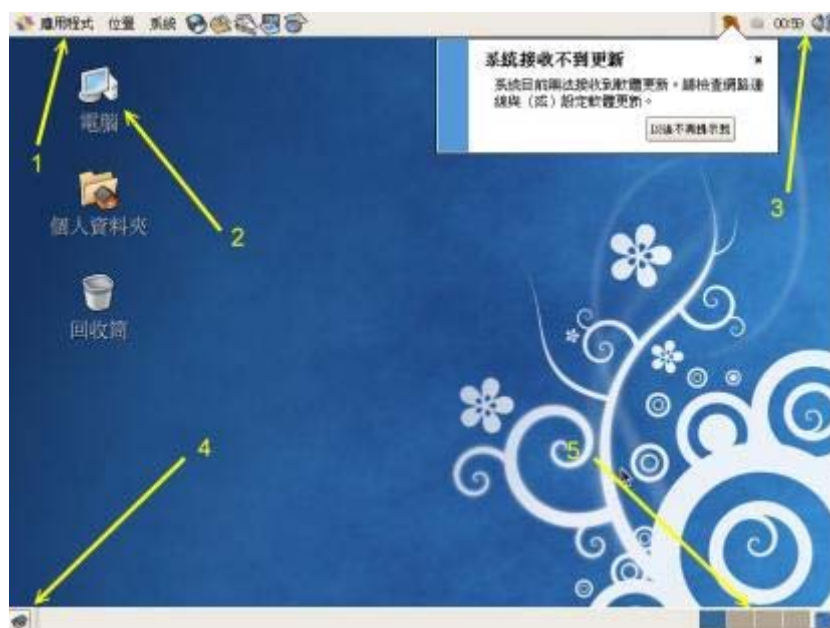 應用程式 位置 系統
00:59
系統接收不到更新
系統目前無法接收到軟體更新。請檢查網路連
線與（或）設定軟體更新。
以後不再提示我
電腦
個人資料夾
回收筒
1
2
3
4
5